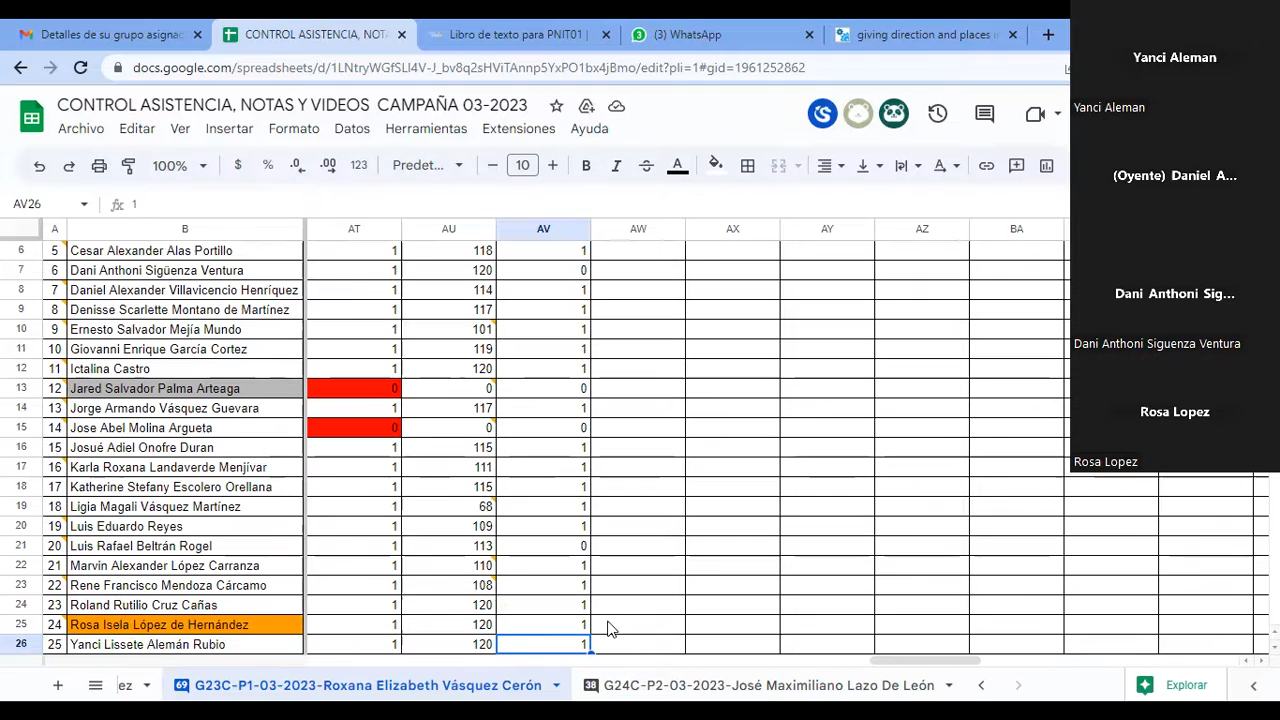 Detalles de su grupo asignac
CONTROL ASISTENCIA, NOTA
Libro de texto para PNIT01 |
(3) WhatsApp
giving direction and places i
docs.google.com/spreadsheets/d/1LNtryWGfSLl4V-J_bv8q2sHViTAnnp5YxPO1bx4jBmo/edit?pli=1#gid=1961252862
CONTROL ASISTENCIA, NOTAS Y VIDEOS CAMPAÑA 03-2023
Archivo Editar Ver Insertar Formato Datos Herramientas Extensiones Ayuda
100% $ % .0 .00 123 Predet... 10 B I A
AV26 fx 1
A B AT AU AV AW AX AY AZ BA
6 5 Cesar Alexander Alas Portillo 1 118 1
7 6 Dani Anthoni Sigüenza Ventura 1 120 0
8 7 Daniel Alexander Villavicencio Henríquez 1 114 1
9 8 Denisse Scarlette Montano de Martínez 1 117 1
10 9 Ernesto Salvador Mejía Mundo 1 101 1
11 10 Giovanni Enrique García Cortez 1 119 1
12 11 Ictalina Castro 1 120 1
13 12 Jared Salvador Palma Arteaga 0 0 0
14 13 Jorge Armando Vásquez Guevara 1 117 1
15 14 Jose Abel Molina Argueta 0 0 0
16 15 Josué Adiel Onofre Duran 1 115 1
17 16 Karla Roxana Landaverde Menjívar 1 111 1
18 17 Katherine Stefany Escolero Orellana 1 115 1
19 18 Ligia Magali Vásquez Martínez 1 68 1
20 19 Luis Eduardo Reyes 1 109 1
21 20 Luis Rafael Beltrán Rogel 1 113 0
22 21 Marvin Alexander López Carranza 1 110 1
23 22 Rene Francisco Mendoza Cárcamo 1 108 1
24 23 Roland Rutilio Cruz Cañas 1 120 1
25 24 Rosa Isela López de Hernández 1 120 1
26 25 Yanci Lissete Alemán Rubio 1 120 1
ez 69 G23C-P1-03-2023-Roxana Elizabeth Vásquez Cerón 38 G24C-P2-03-2023-José Maximiliano Lazo De León Explorar
Yanci Aleman
Yanci Aleman
(Oyente) Daniel A...
Dani Anthoni Sig...
Dani Anthoni Siguenza Ventura
Rosa Lopez
Rosa Lopez